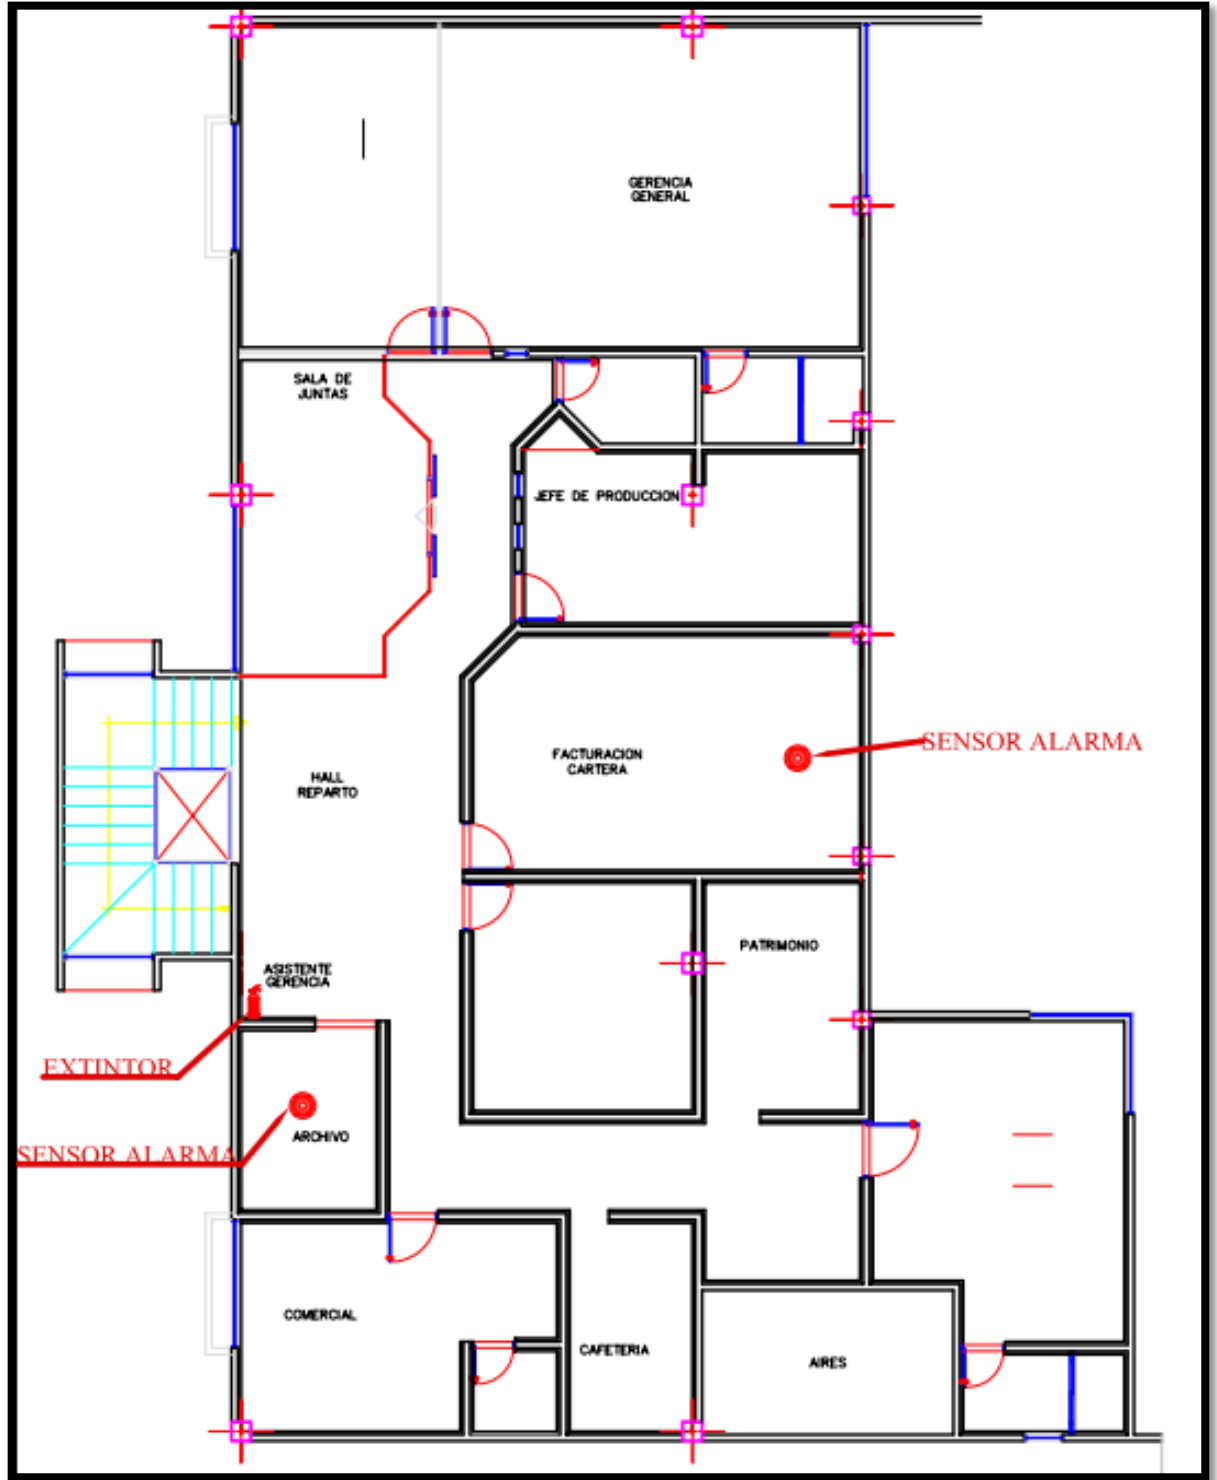 GERENCIA
GENERAL
SALA DE
JUNTAS
JEFE DE PRODUCCION
SENSOR ALARMA
FACTURACION
CARTERA
HALL
REPARTO
PATRIMONIO
ASISTENTE
GERENCIA
EXTINTOR
ARCHIVO
SENSOR ALARMA
COMERCIAL
CAFETERIA
AIRES